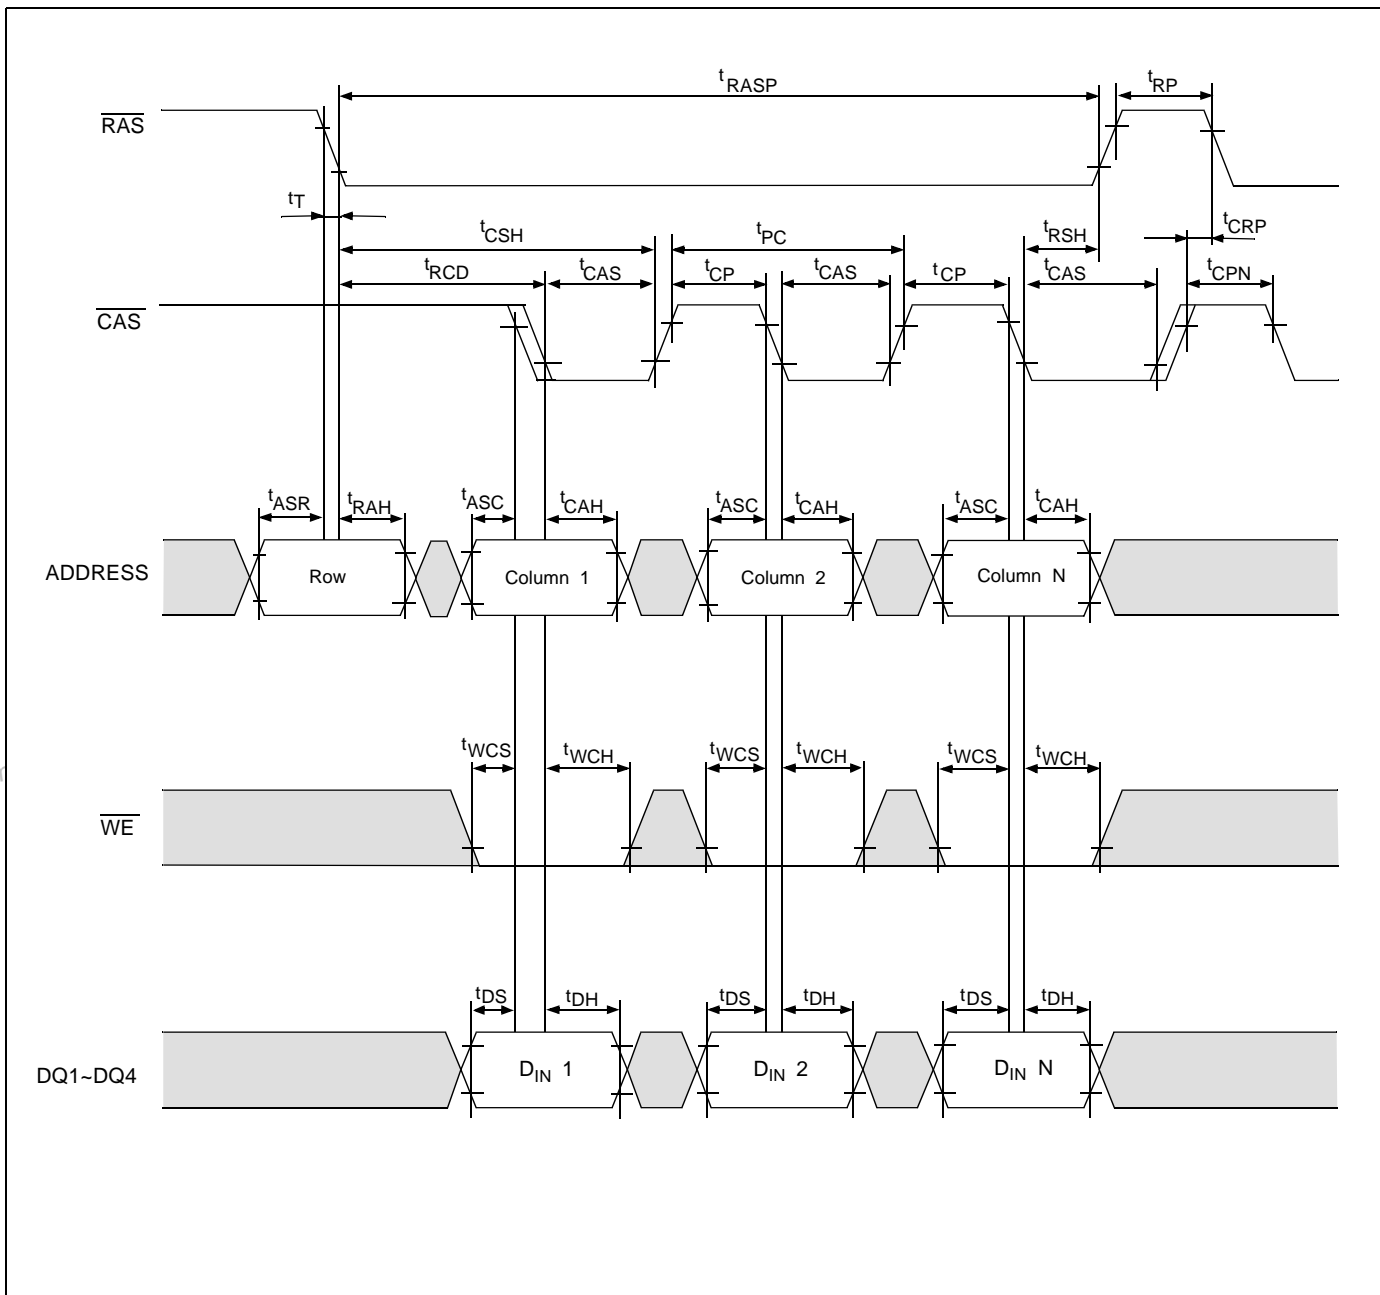 tRASP tRP
RAS
tT
tCSH tPC tRSH tCRP
tRCD tCAS tCP tCAS tCP tCAS tCPN
CAS
tASR tRAH tASC tCAH tASC tCAH tASC tCAH
ADDRESS Row Column 1 Column 2 Column N
tWCS tWCH tWCS tWCH tWCS tWCH
WE
tDS tDH tDS tDH tDS tDH
DQ1~DQ4 DIN 1 DIN 2 DIN N